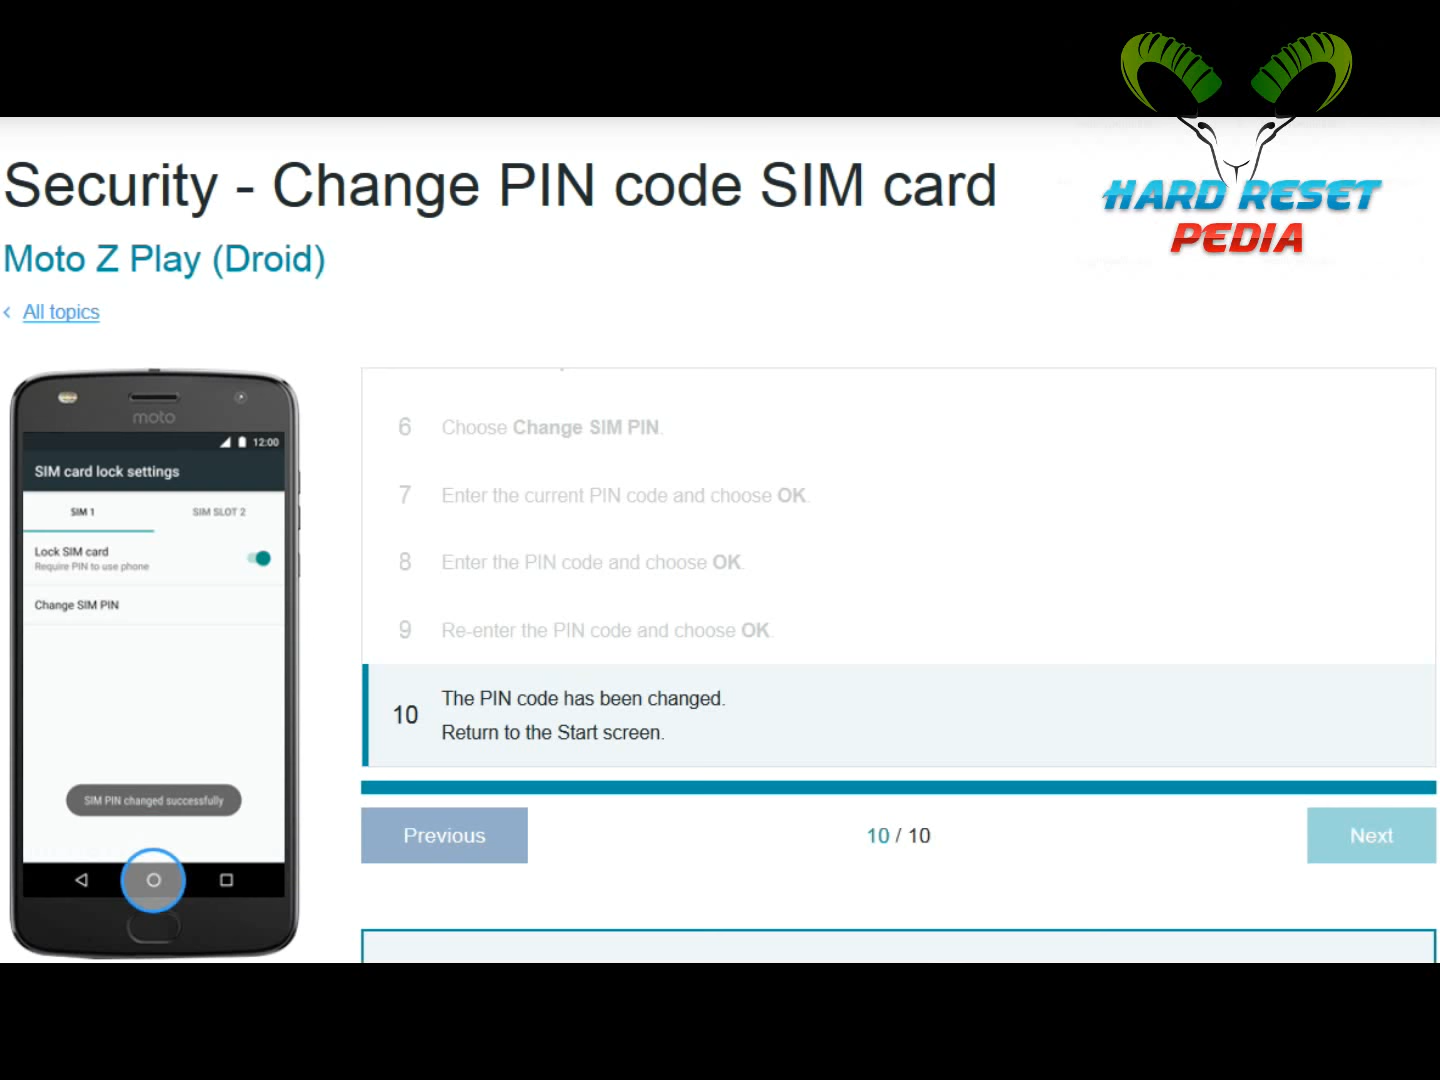 HARD RESET
PEDIA
Security - Change PIN code SIM card
Moto Z Play (Droid)
All topics
moto
12:00
SIM card lock settings
SIM 1
SIM SLOT 2
Lock SIM card
Require PIN to use phone
Change SIM PIN
SIM PIN changed successfully
6 Choose Change SIM PIN.
7 Enter the current PIN code and choose OK.
8 Enter the PIN code and choose OK.
9 Re-enter the PIN code and choose OK.
10 The PIN code has been changed.
Return to the Start screen.
Previous
10 / 10
Next